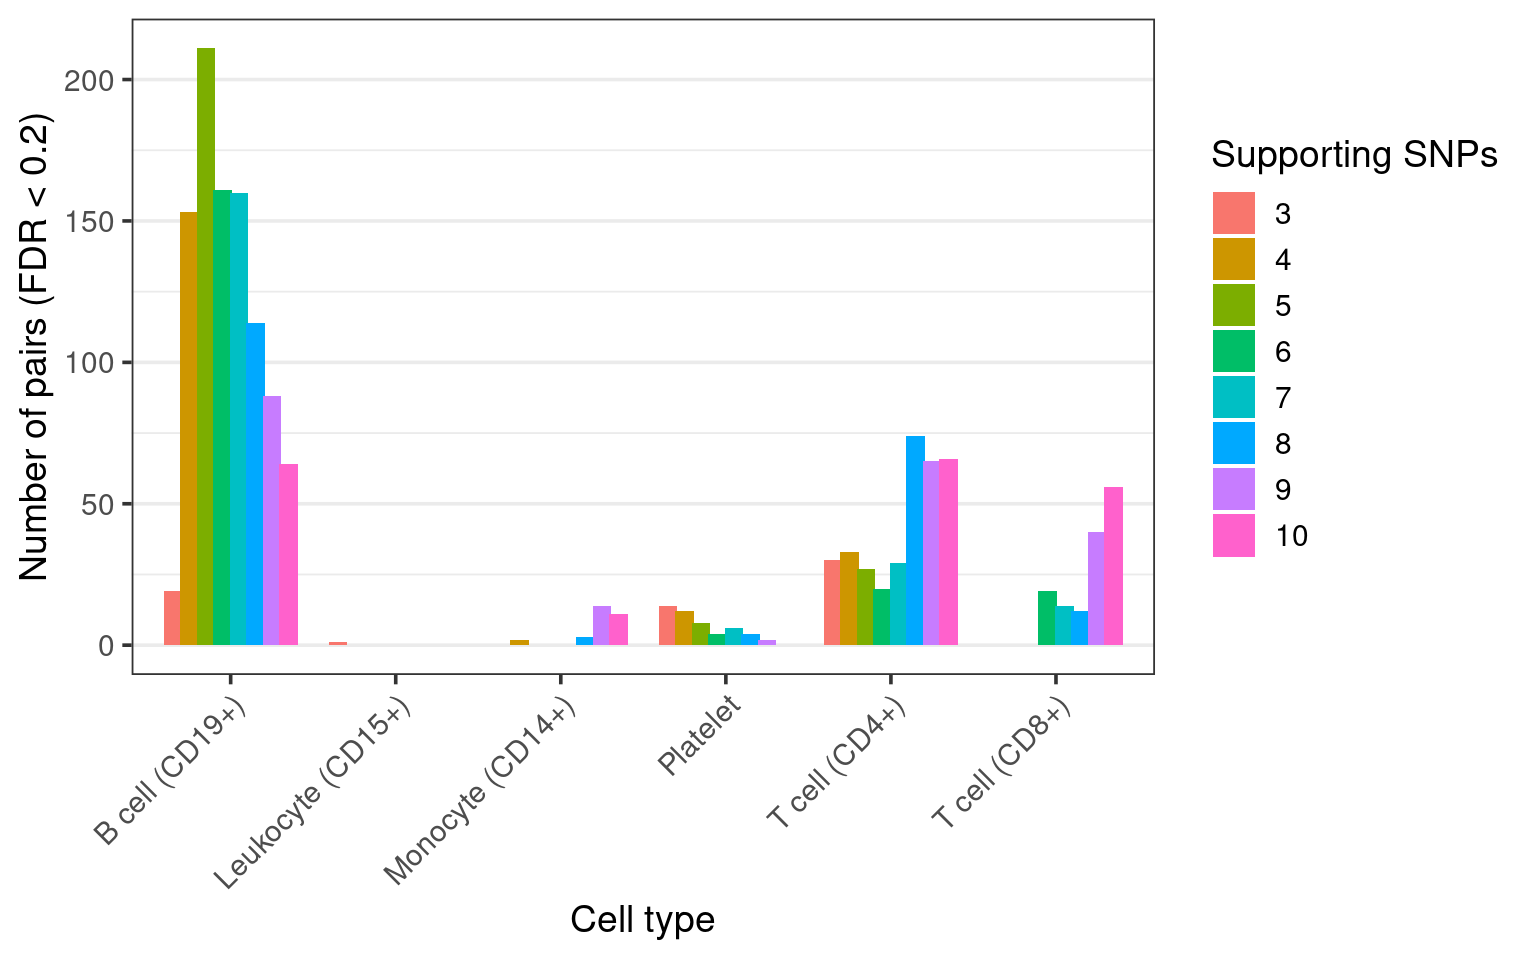 Number of pairs (FDR < 0.2)
200
150
100
50
0
B cell (CD19+)
Leukocyte (CD15+)
Monocyte (CD14+)
Platelet
T cell (CD4+)
T cell (CD8+)
Cell type
Supporting SNPs
3
4
5
6
7
8
9
10